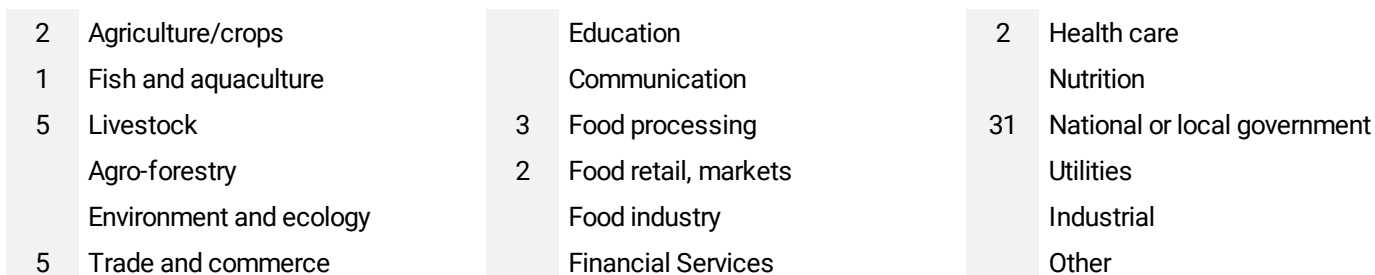 2 Agriculture/crops Education 2 Health care
1 Fish and aquaculture Communication Nutrition
5 Livestock 3 Food processing 31 National or local government
Agro-forestry 2 Food retail, markets Utilities
Environment and ecology Food industry Industrial
5 Trade and commerce Financial Services Other